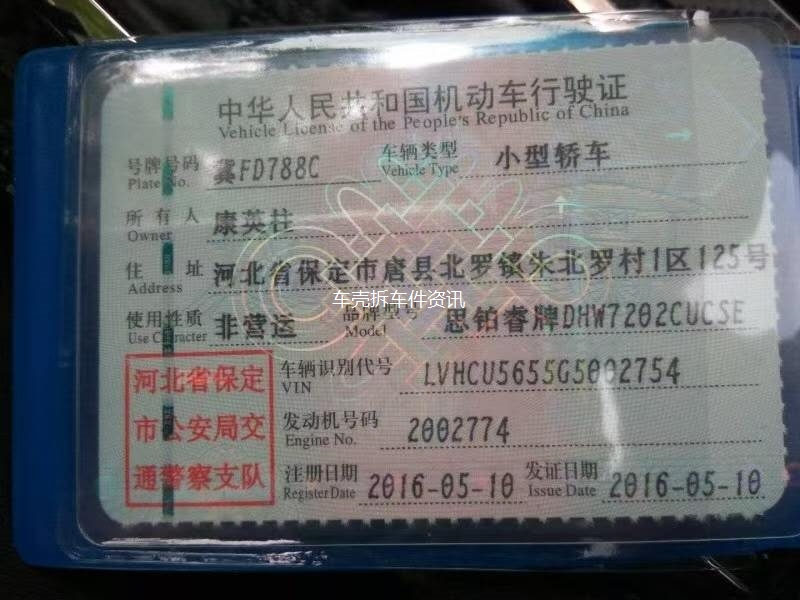 中华人民共和国机动车行驶证
Vehicle License of the People's Republic of China
号牌号码 冀FD788C 车辆类型 小型轿车
Plate No. Vehicle Type
所有人 康英柱
Owner
住址 河北省保定市唐县北罗镇朱北罗村1区125号
Address
车壳拆车件资讯
使用性质 非营运 品牌型号 思铂睿牌DHW7202CUCSE
Use Character Model
河北省保定
市公安局交
通警察支队
车辆识别代号 LVHCU5655G5002754
VIN
发动机号码 2002774
Engine No.
注册日期 2016-05-10 发证日期 2016-05-10
Register Date Issue Date